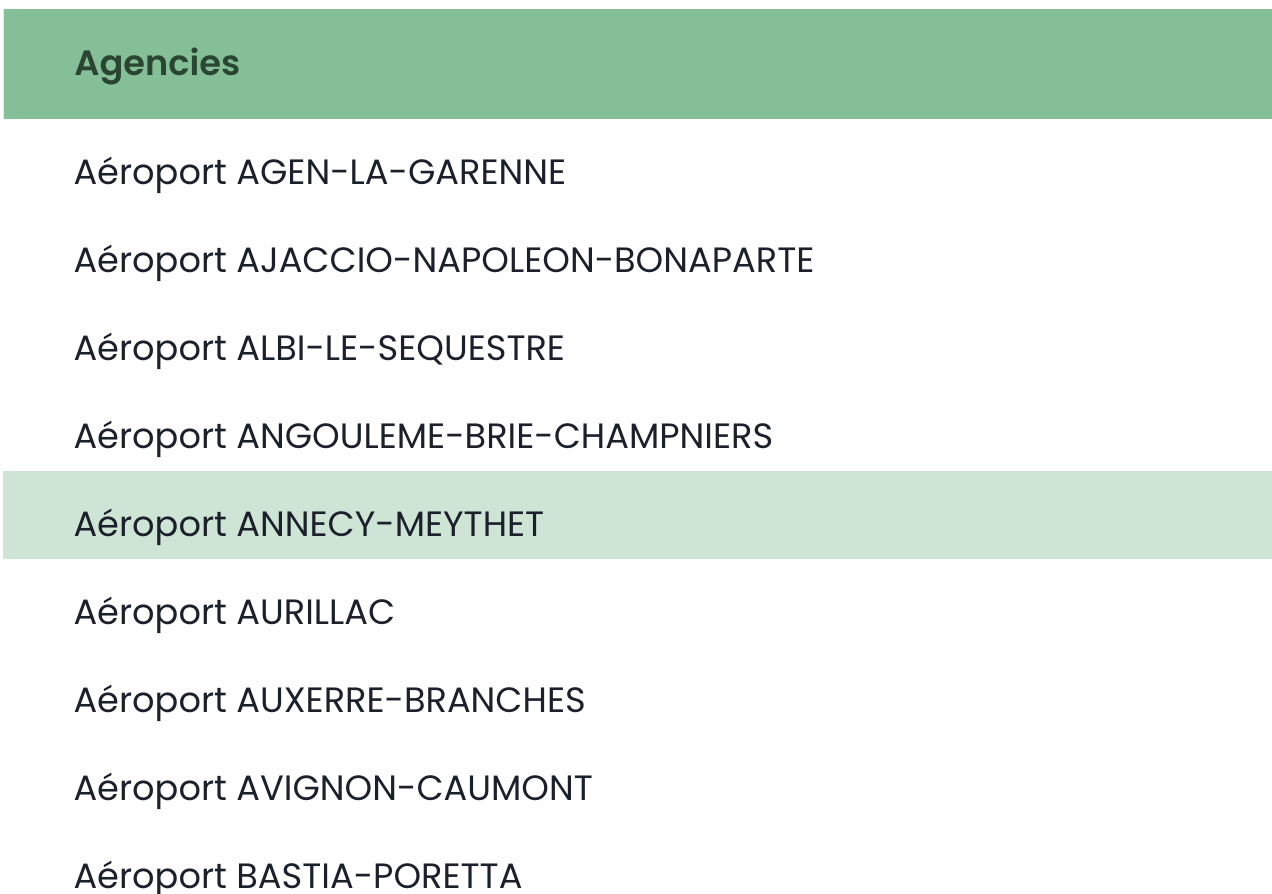 Agencies
Aéroport AGEN-LA-GARENNE
Aéroport AJACCIO-NAPOLEON-BONAPARTE
Aéroport ALBI-LE-SEQUESTRE
Aéroport ANGOULEME-BRIE-CHAMPNIERS
Aéroport ANNECY-MEYTHET
Aéroport AURILLAC
Aéroport AUXERRE-BRANCHES
Aéroport AVIGNON-CAUMONT
Aéroport BASTIA-PORETTA